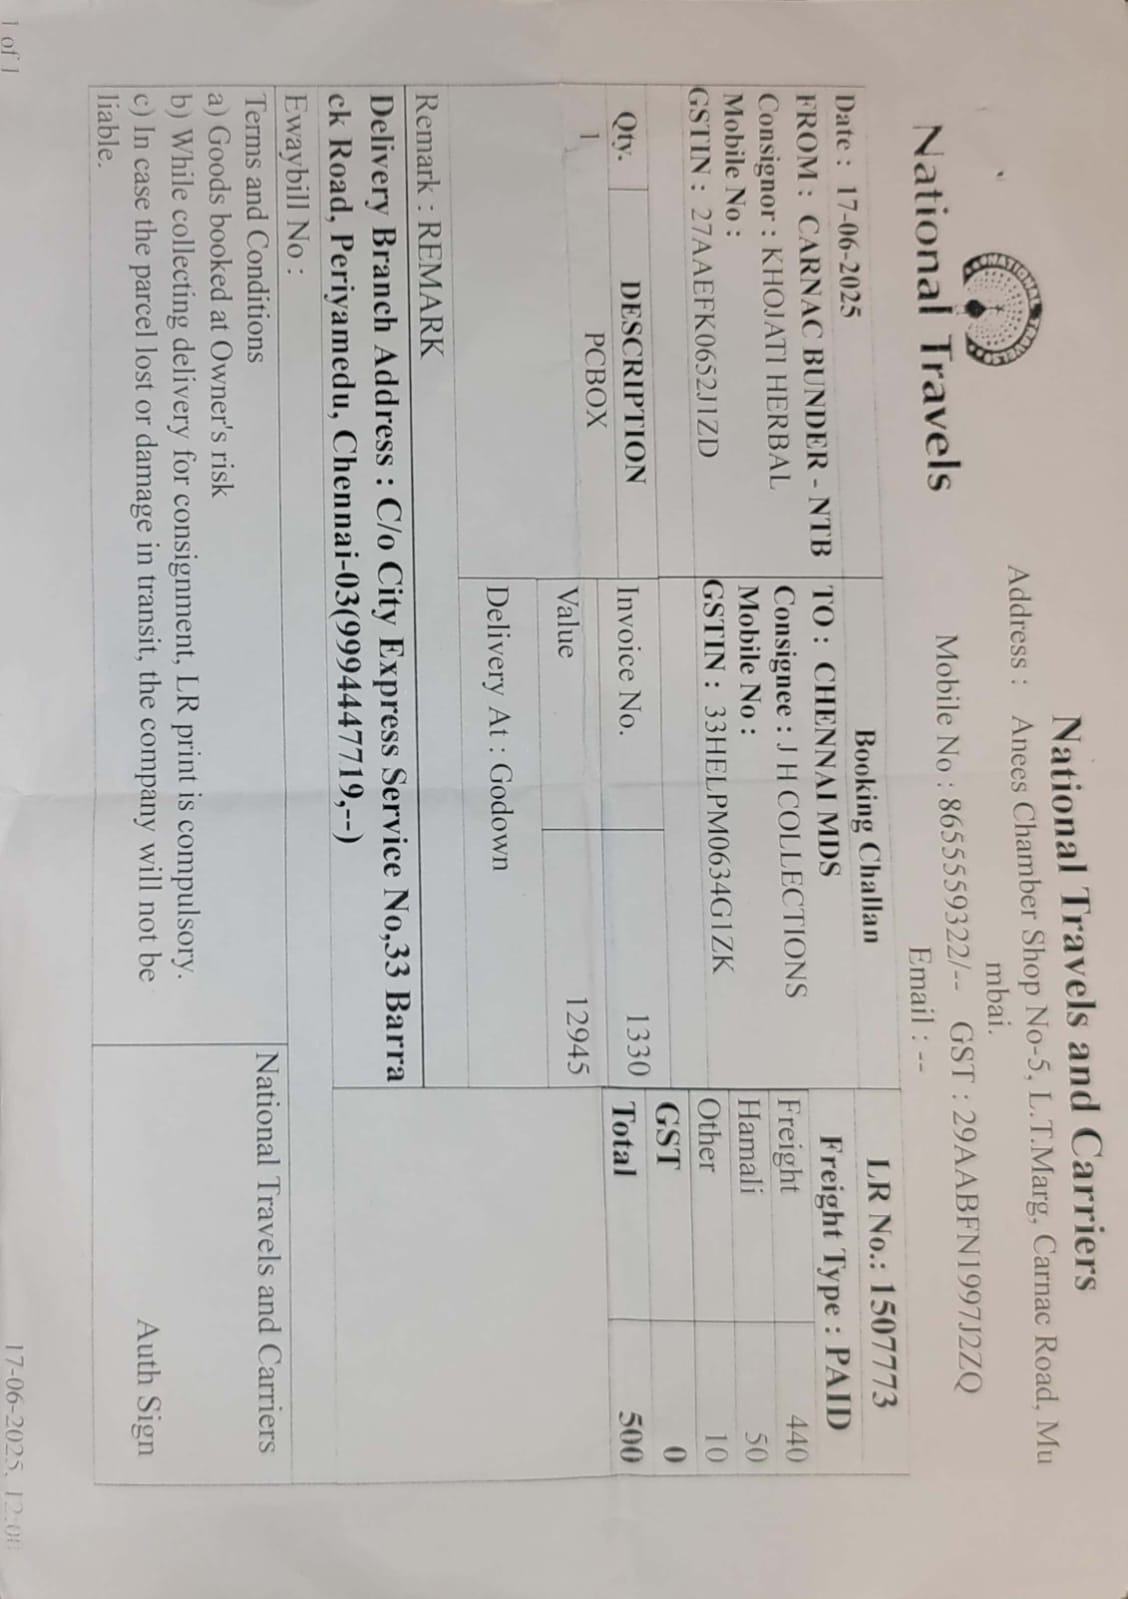 National Travels and Carriers
Address : Anees Chamber Shop No-5, L.T.Marg, Carnac Road, Mu
mbai.
Mobile No : 8655559322/-- GST : 29AABFN1997J2ZQ
Email : --
NATIONAL TRAVELS
National Travels
Booking Challan
LR No.: 1507773
Date : 17-06-2025
FROM : CARNAC BUNDER - NTB
TO : CHENNAI MDS
Freight Type : PAID
Consignor : KHOJATI HERBAL
Consignee : J H COLLECTIONS
Freight 440
Mobile No :
Mobile No :
Hamali 50
GSTIN : 27AAEFK0652J1ZD
GSTIN : 33HELPM0634G1ZK
Other 10
GST 0
Qty. DESCRIPTION
Invoice No. 1330
Total 500
1 PCBOX
Value 12945
Delivery At : Godown
Remark : REMARK
Delivery Branch Address : C/o City Express Service No,33 Barra
ck Road, Periyamedu, Chennai-03(9994447719,--)
Ewaybill No :
Terms and Conditions
National Travels and Carriers
a) Goods booked at Owner's risk
b) While collecting delivery for consignment, LR print is compulsory.
c) In case the parcel lost or damage in transit, the company will not be
liable.
Auth Sign
1 of 1
17-06-2025, 12:08